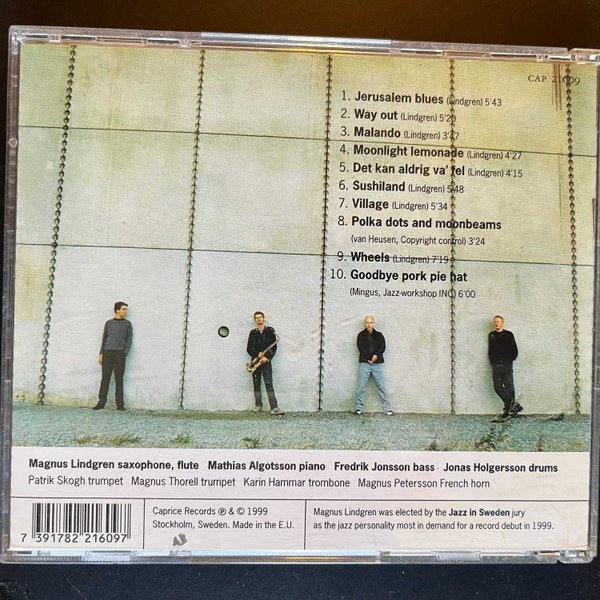 CAP 21609
1. Jerusalem blues (Lindgren) 5'43
2. Way out (Lindgren) 5'29
3. Malando (Lindgren) 3'47
4. Moonlight lemonade (Lindgren) 4'27
5. Det kan aldrig va' fel (Lindgren) 4'15
6. Sushiland (Lindgren) 5'48
7. Village (Lindgren) 5'34
8. Polka dots and moonbeams
(van Heusen, Copyright control) 3'24
9. Wheels (Lindgren) 7'19
10. Goodbye pork pie hat
(Mingus, Jazz-workshop INC) 6'00
Magnus Lindgren saxophone, flute Mathias Algotsson piano Fredrik Jonsson bass Jonas Holgersson drums
Patrik Skogh trumpet Magnus Thorell trumpet Karin Hammar trombone Magnus Petersson French horn
Caprice Records ℗ & © 1999
Stockholm, Sweden. Made in the E.U.
Magnus Lindgren was elected by the Jazz in Sweden jury
as the jazz personality most in demand for a record debut in 1999.
7 391782 216097